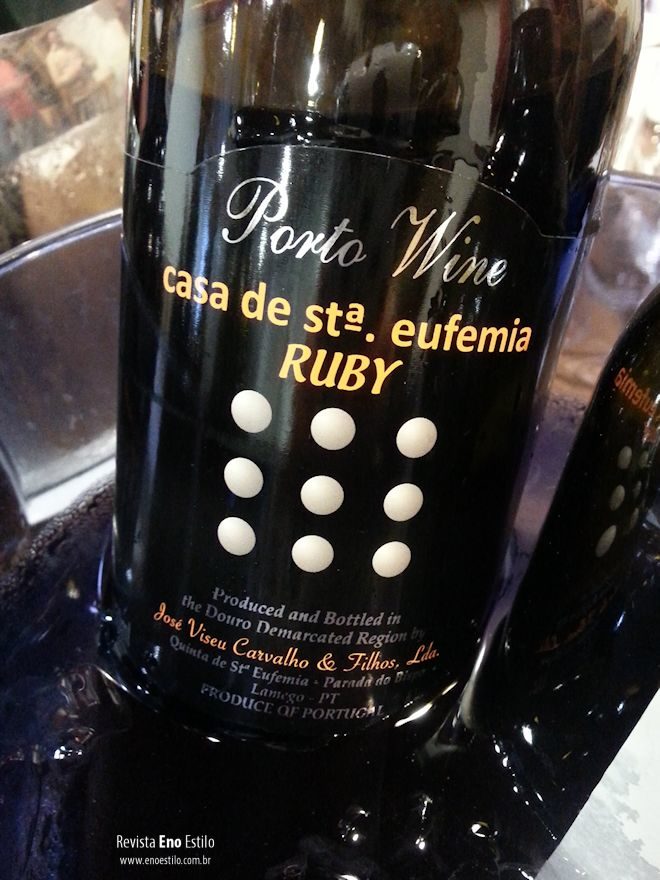 Porto Wine
casa de stª. eufemia
RUBY
Produced and Bottled in
the Douro Demarcated Region by
José Viseu Carvalho & Filhos, Lda.
Quinta de Stª Eufemia - Parada do
Lamego - PT
PRODUCE OF PORTUGAL
Revista Eno Estilo
www.enoestilo.com.br